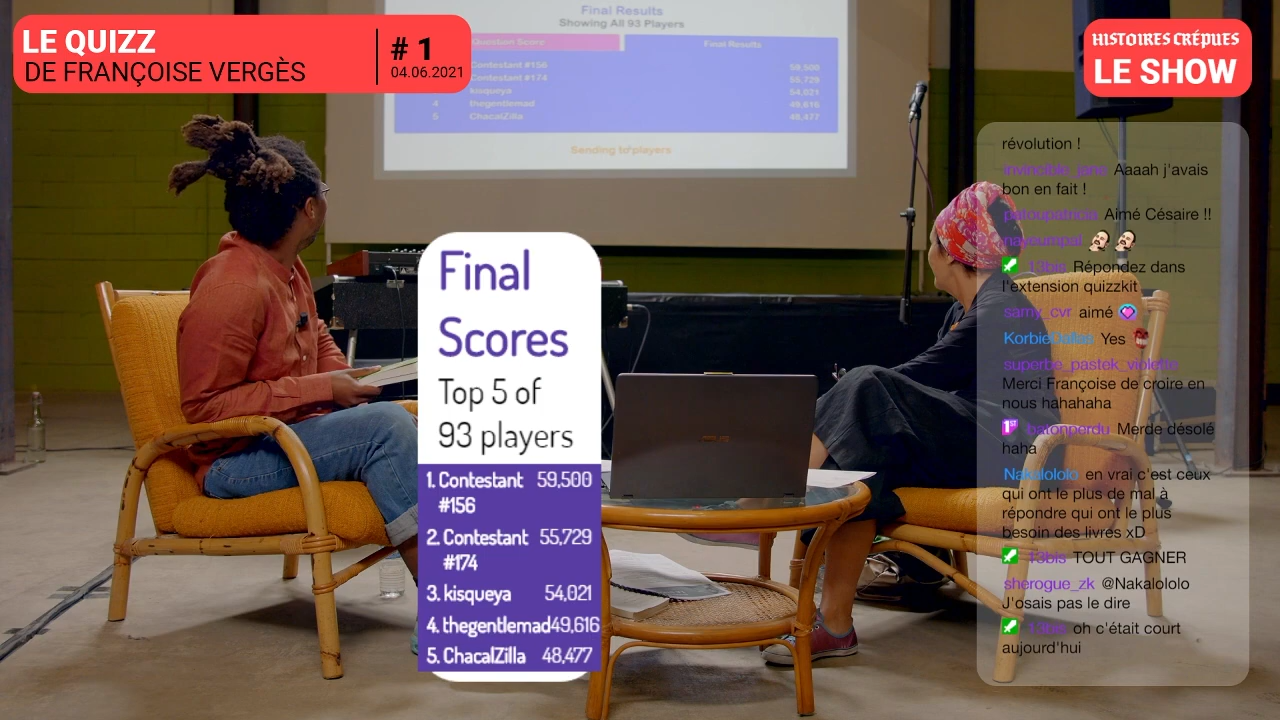 LE QUIZZ
DE FRANÇOISE VERGÈS
# 1
04.06.2021
HISTOIRES CRÉPUES
LE SHOW
Final Results
Showing All 93 Players
Question Score
Final Results
Contestant #156 59,500
Contestant #174 55,729
kisqueya 54,021
4 thegentlemad 49,616
5 ChacalZilla 48,477
Sending to players
Final
Scores
Top 5 of
93 players
1. Contestant 59,500
#156
2. Contestant 55,729
#174
3. kisqueya 54,021
4. thegentlemad 49,616
5. ChacalZilla 48,477
révolution !
invincible_jane Aaaah j'avais
bon en fait !
patoupatricia Aimé Césaire !!
13bis Répondez dans
l'extension quizzkit
samy_cvr aimé
KorbieDallas Yes
superbe_pastek_violette
Merci Françoise de croire en
nous hahahaha
1ST batonperdu Merde désolé
haha
Nakalololo en vrai c'est ceux
qui ont le plus de mal à
répondre qui ont le plus
besoin des livres xD
13bis TOUT GAGNER
sherogue_zk @Nakalololo
J'osais pas le dire
13bis oh c'était court
aujourd'hui